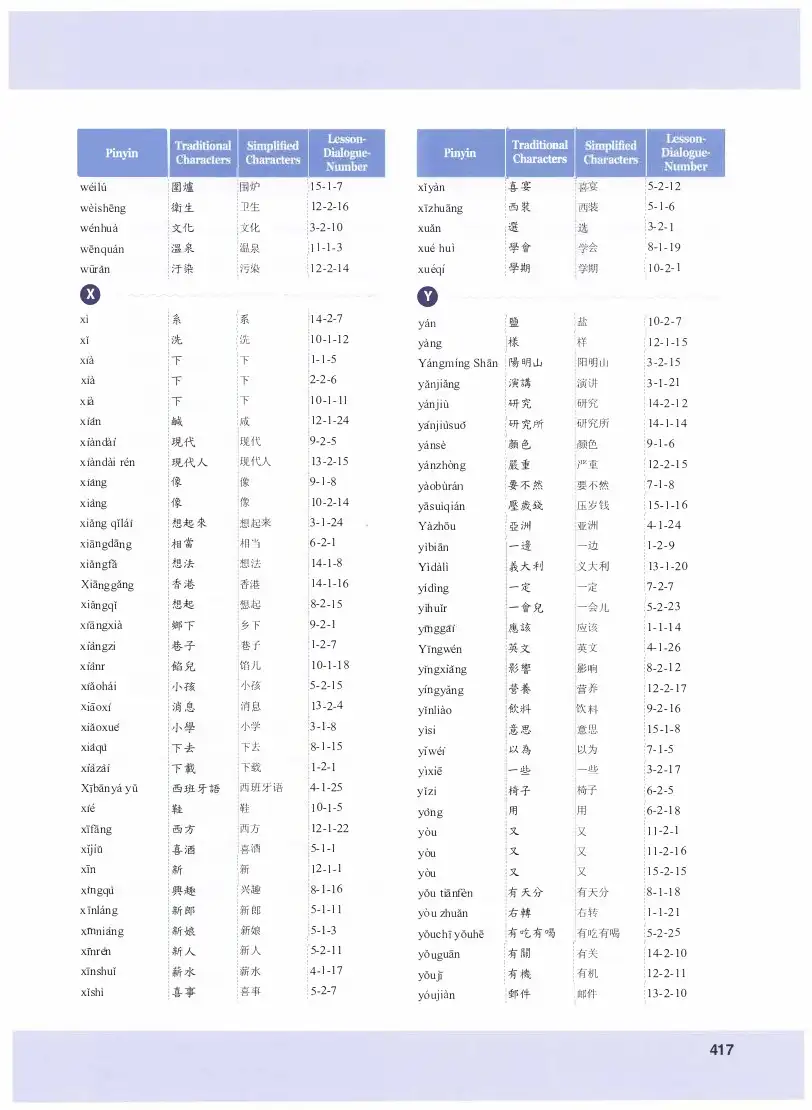 Pinyin Traditional Characters Simplified Characters Lesson-Dialogue-Number
wéilú 圍爐 围炉 15-1-7
wèishēng 衛生 卫生 12-2-16
wénhuà 文化 文化 3-2-10
wēnquán 溫泉 温泉 11-1-3
wūrǎn 汙染 污染 12-2-14
X
xì 系 系 14-2-7
xǐ 洗 洗 10-1-12
xià 下 下 1-1-5
xià 下 下 2-2-6
xià 下 下 10-1-11
xián 鹹 咸 12-1-24
xiàndài 現代 现代 9-2-5
xiàndài rén 現代人 现代人 13-2-15
xiàng 像 像 9-1-8
xiàng 像 像 10-2-14
xiǎng qǐlái 想起來 想起来 3-1-24
xiāngdāng 相當 相当 6-2-1
xiǎngfǎ 想法 想法 14-1-8
Xiānggǎng 香港 香港 14-1-16
xiǎngqǐ 想起 想起 8-2-15
xiāngxià 鄉下 乡下 9-2-1
xiàngzi 巷子 巷子 1-2-7
xiànr 餡兒 馅儿 10-1-18
xiǎohái 小孩 小孩 5-2-15
xiāoxí 消息 消息 13-2-4
xiǎoxué 小學 小学 3-1-8
xiàqù 下去 下去 8-1-15
xiàzài 下載 下载 1-2-1
Xībānyá yǔ 西班牙語 西班牙语 4-1-25
xié 鞋 鞋 10-1-5
xīfāng 西方 西方 12-1-22
xǐjiǔ 喜酒 喜酒 5-1-1
xīn 新 新 12-1-1
xìngqù 興趣 兴趣 8-1-16
xīnláng 新郎 新郎 5-1-11
xīnniáng 新娘 新娘 5-1-3
xīnrén 新人 新人 5-2-11
xīnshuǐ 薪水 薪水 4-1-17
xǐshì 喜事 喜事 5-2-7
Pinyin Traditional Characters Simplified Characters Lesson-Dialogue-Number
xǐyàn 喜宴 喜宴 5-2-12
xīzhuāng 西裝 西装 5-1-6
xuǎn 選 选 3-2-1
xué huì 學會 学会 8-1-19
xuéqí 學期 学期 10-2-1
Y
yán 鹽 盐 10-2-7
yàng 樣 样 12-1-15
Yángmíng Shān 陽明山 阳明山 3-2-15
yǎnjiǎng 演講 演讲 3-1-21
yánjiù 研究 研究 14-2-12
yánjiùsuǒ 研究所 研究所 14-1-14
yánsè 顏色 颜色 9-1-6
yánzhòng 嚴重 严重 12-2-15
yàobùrán 要不然 要不然 7-1-8
yāsuìqián 壓歲錢 压岁钱 15-1-16
Yàzhōu 亞洲 亚洲 4-1-24
yìbiān 一邊 一边 1-2-9
Yìdàlì 義大利 义大利 13-1-20
yídìng 一定 一定 7-2-7
yìhuǐr 一會兒 一会儿 5-2-23
yīnggāi 應該 应该 1-1-14
Yīngwén 英文 英文 4-1-26
yǐngxiǎng 影響 影响 8-2-12
yíngyǎng 營養 营养 12-2-17
yǐnliào 飲料 饮料 9-2-16
yìsi 意思 意思 15-1-8
yǐwéi 以為 以为 7-1-5
yìxiē 一些 一些 3-2-17
yǐzi 椅子 椅子 6-2-5
yòng 用 用 6-2-18
yòu 又 又 11-2-1
yòu 又 又 11-2-16
yòu 又 又 15-2-15
yǒu tiānfèn 有天分 有天分 8-1-18
yòu zhuǎn 右轉 右转 1-1-21
yǒuchī yǒuhē 有吃有喝 有吃有喝 5-2-25
yǒuguān 有關 有关 14-2-10
yǒujī 有機 有机 12-2-11
yóujiàn 郵件 邮件 13-2-10
417